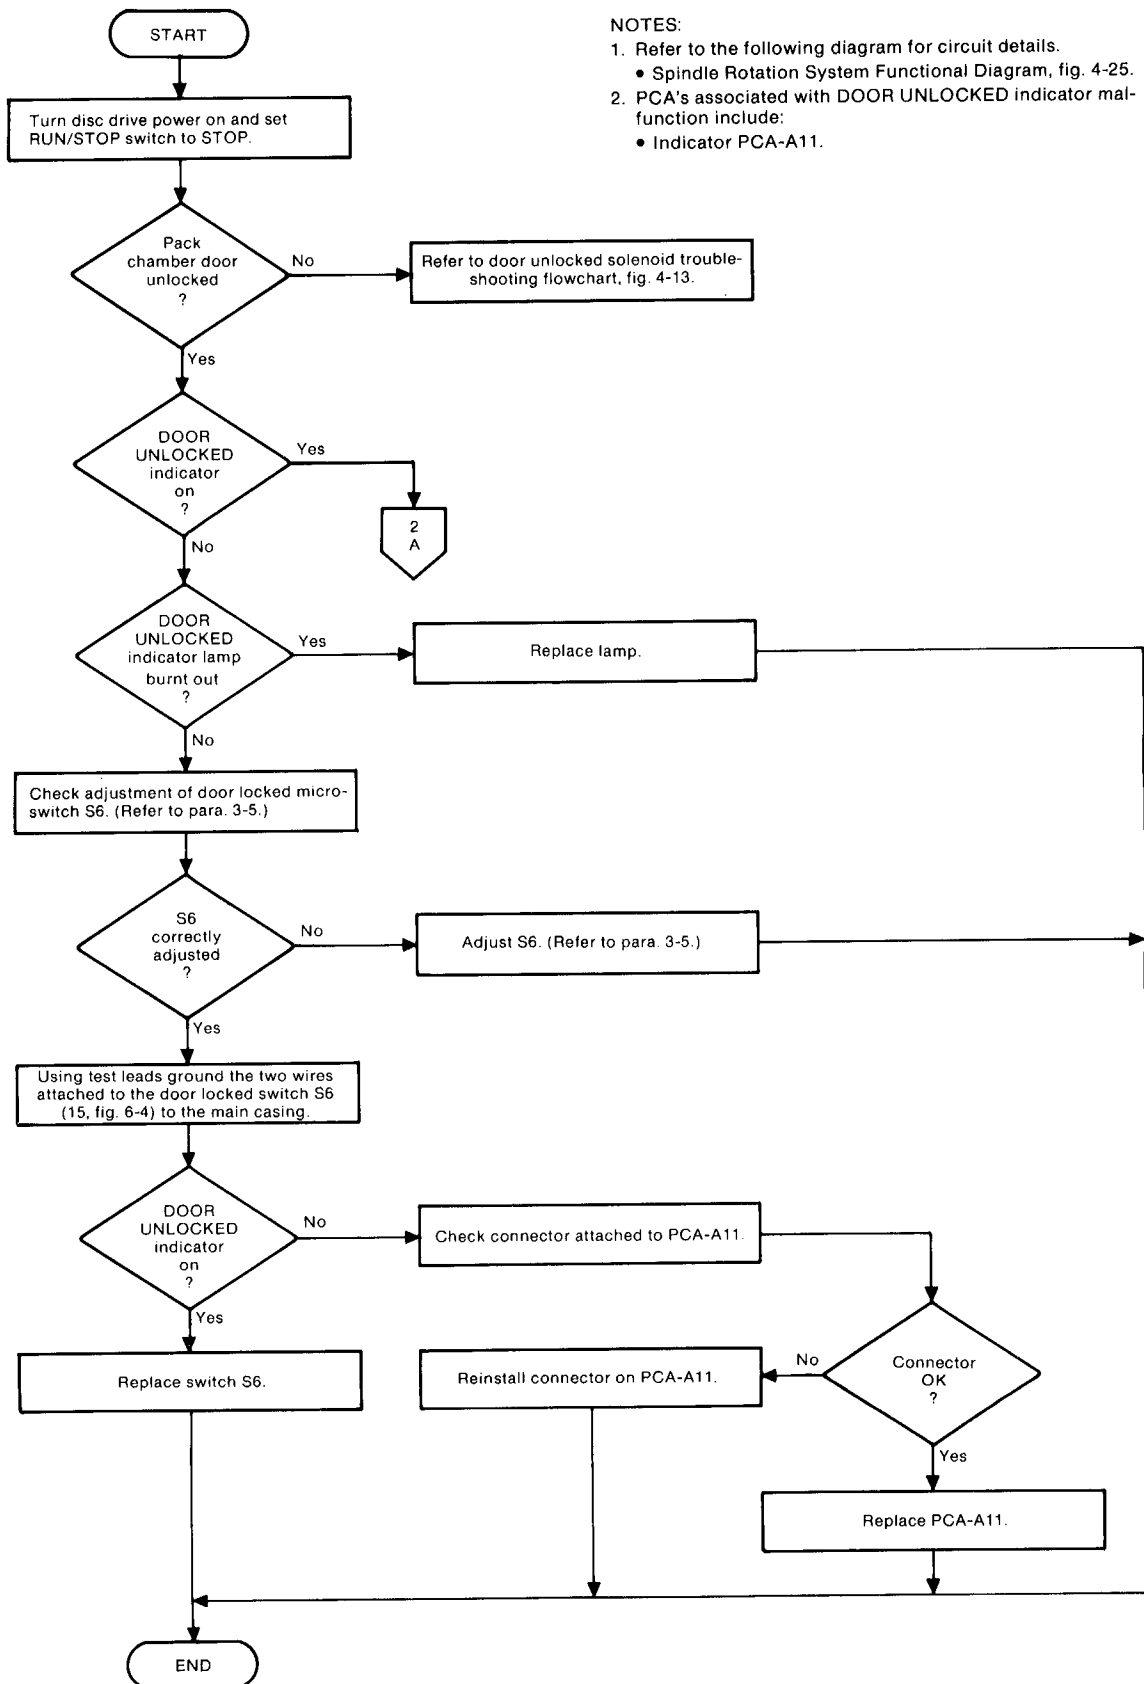 START
NOTES:
1. Refer to the following diagram for circuit details.
• Spindle Rotation System Functional Diagram, fig. 4-25.
2. PCA's associated with DOOR UNLOCKED indicator mal-
function include:
• Indicator PCA-A11.
Turn disc drive power on and set
RUN/STOP switch to STOP.
Pack
chamber door
unlocked
?
No
Refer to door unlocked solenoid trouble-
shooting flowchart, fig. 4-13.
Yes
DOOR
UNLOCKED
indicator
on
?
Yes
2
A
No
DOOR
UNLOCKED
indicator lamp
burnt out
?
Yes
Replace lamp.
No
Check adjustment of door locked micro-
switch S6. (Refer to para. 3-5.)
S6
correctly
adjusted
?
No
Adjust S6. (Refer to para. 3-5.)
Yes
Using test leads ground the two wires
attached to the door locked switch S6
(15, fig. 6-4) to the main casing.
DOOR
UNLOCKED
indicator
on
?
No
Check connector attached to PCA-A11.
Yes
Replace switch S6.
Reinstall connector on PCA-A11.
No
Connector
OK
?
Yes
Replace PCA-A11.
END